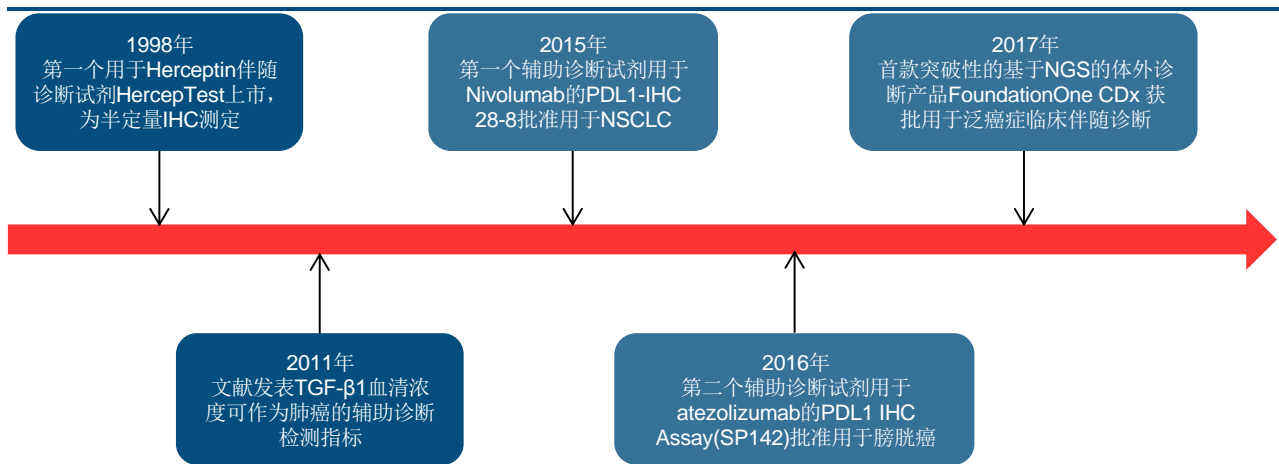 1998年
第一个用于Herceptin伴随
诊断试剂HercepTest上市，
为半定量IHC测定
2015年
第一个辅助诊断试剂用于
Nivolumab的PDL1-IHC
28-8批准用于NSCLC
2017年
首款突破性的基于NGS的体外诊
断产品FoundationOne CDx 获
批用于泛癌症临床伴随诊断
2011年
文献发表TGF-β1血清浓
度可作为肺癌的辅助诊断
检测指标
2016年
第二个辅助诊断试剂用于
atezolizumab的PDL1 IHC
Assay(SP142)批准用于膀胱癌